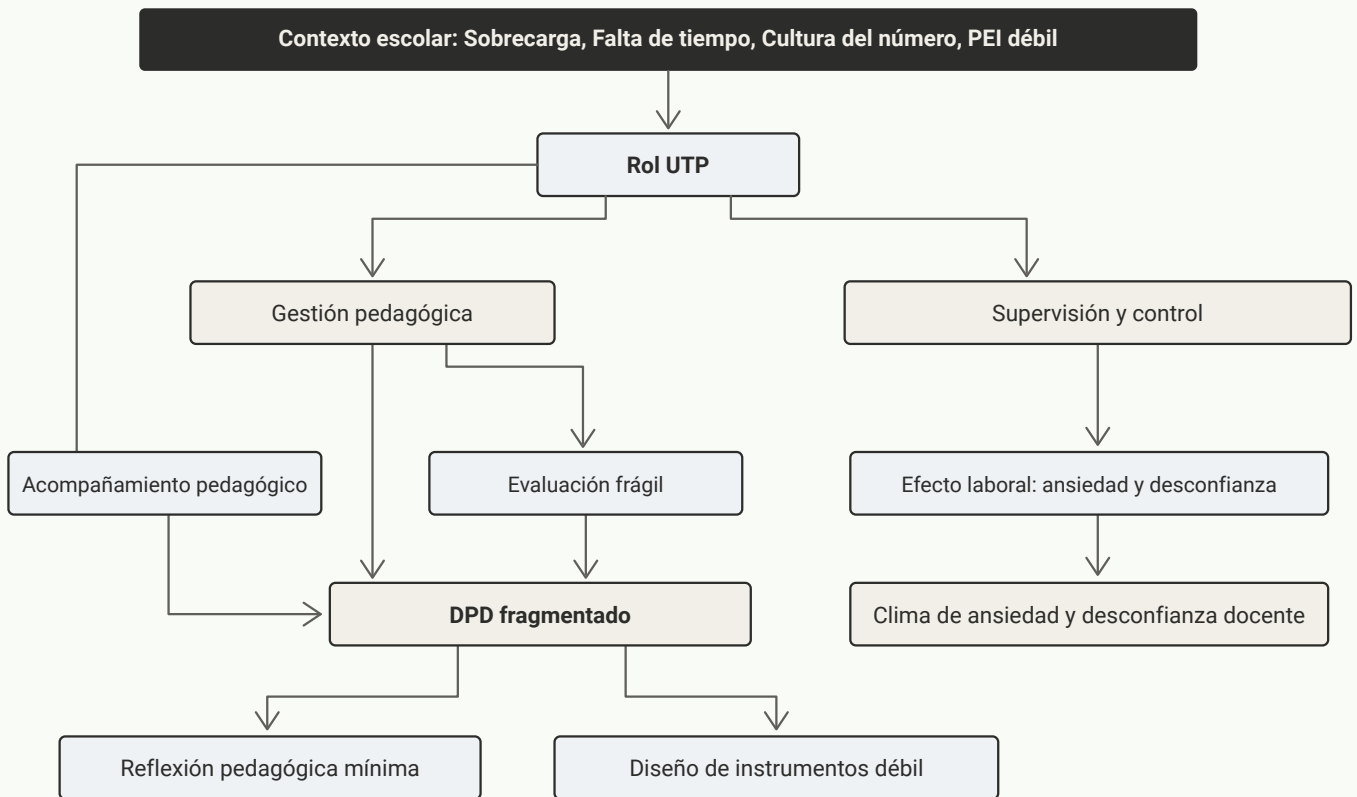 Contexto escolar: Sobrecarga, Falta de tiempo, Cultura del número, PEI débil
Rol UTP
Gestión pedagógica
Supervisión y control
Acompañamiento pedagógico
Evaluación frágil
Efecto laboral: ansiedad y desconfianza
DPD fragmentado
Clima de ansiedad y desconfianza docente
Reflexión pedagógica mínima
Diseño de instrumentos débil